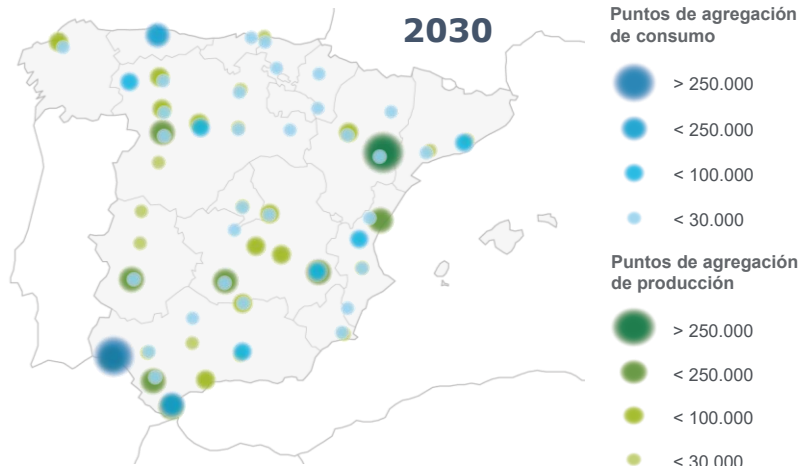 2030
Puntos de agregación
de consumo
> 250.000
< 250.000
< 100.000
< 30.000
Puntos de agregación
de producción
> 250.000
< 250.000
< 100.000
< 30.000